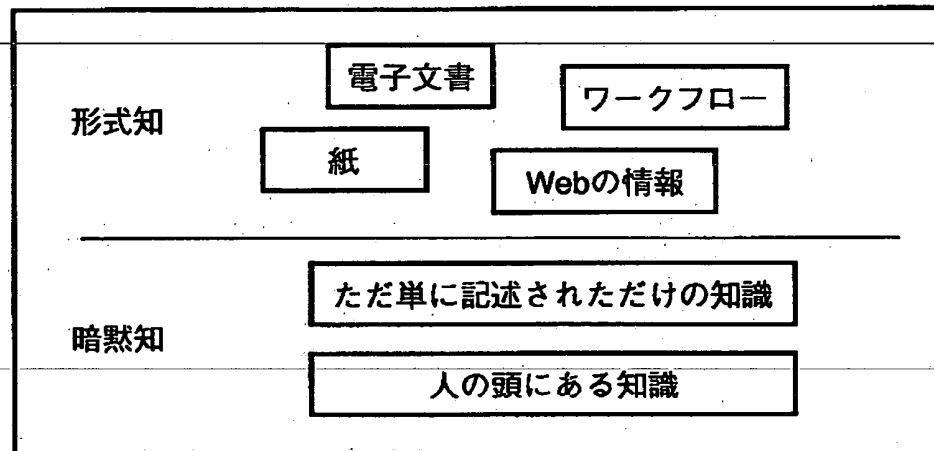 電子文書
ワークフロー
形式知
紙
Webの情報
ただ単に記述されただけの知識
暗黙知
人の頭にある知識